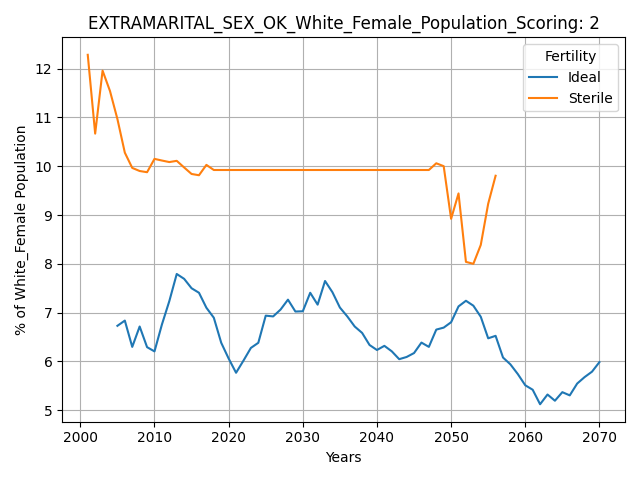 EXTRAMARITAL_SEX_OK_White_Female_Population_Scoring: 2
Fertility
Ideal
Sterile
% of White_Female Population
12
11
10
9
8
7
6
5
2000 2010 2020 2030 2040 2050 2060 2070
Years